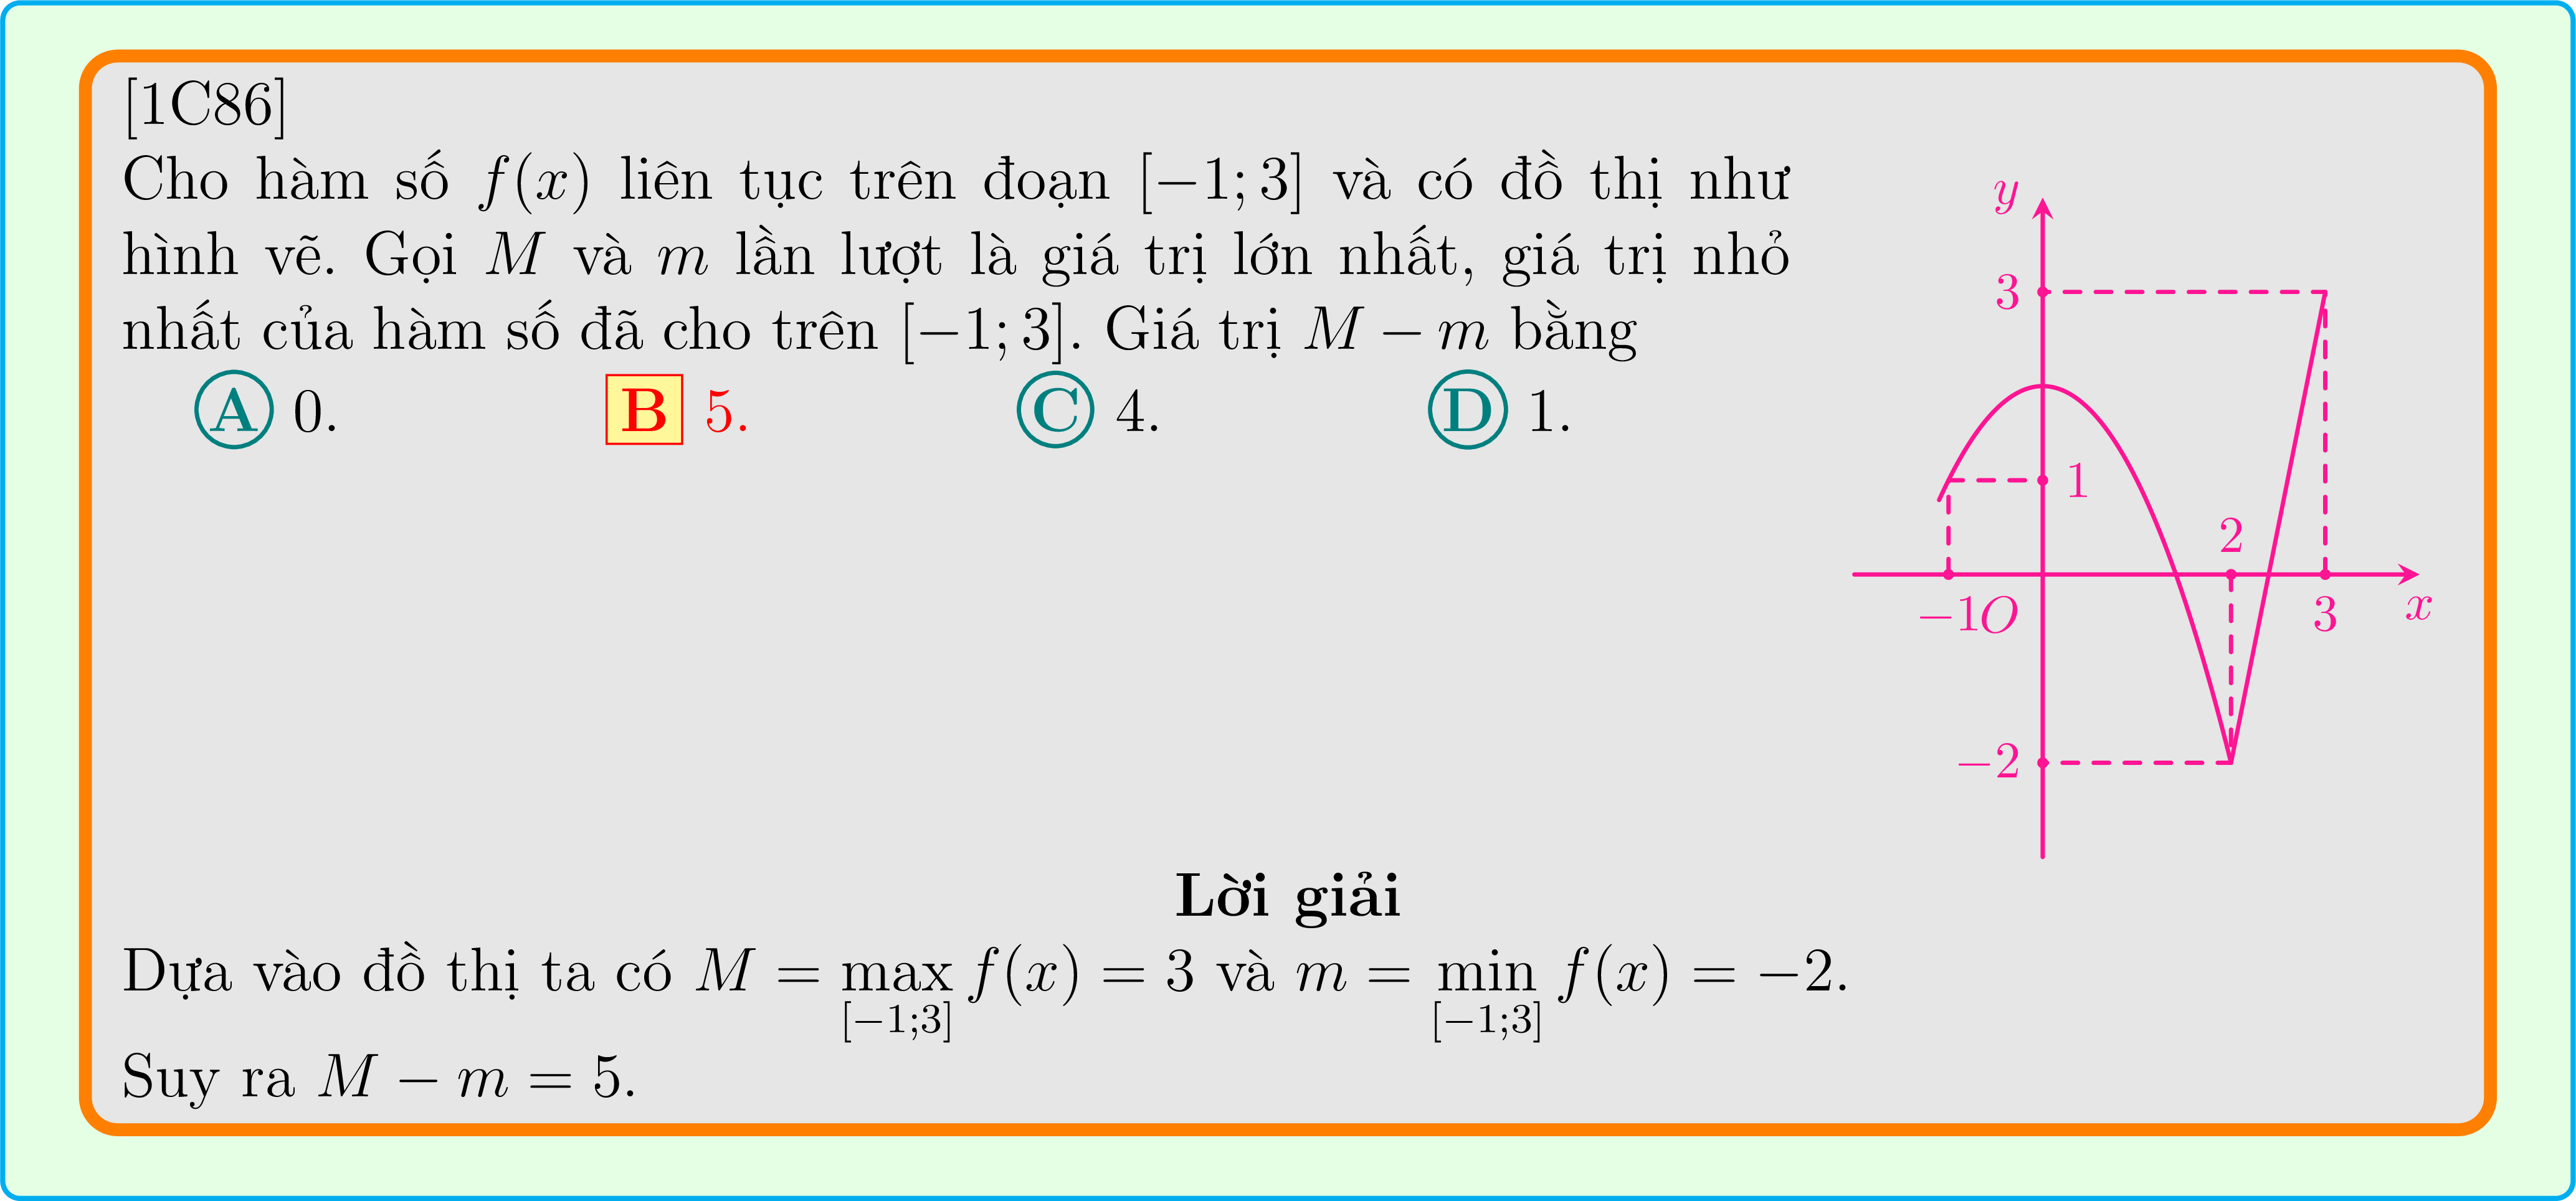 [1C86]
Cho hàm số f(x) liên tục trên đoạn [−1; 3] và có đồ thị như
hình vẽ. Gọi M và m lần lượt là giá trị lớn nhất, giá trị nhỏ
nhất của hàm số đã cho trên [−1; 3]. Giá trị M − m bằng
A 0. B 5. C 4. D 1.
y
3
1
2
−1 O 3 x
−2
Lời giải
Dựa vào đồ thị ta có M = max f(x) = 3 và m = min f(x) = −2.
[−1;3] [−1;3]
Suy ra M − m = 5.